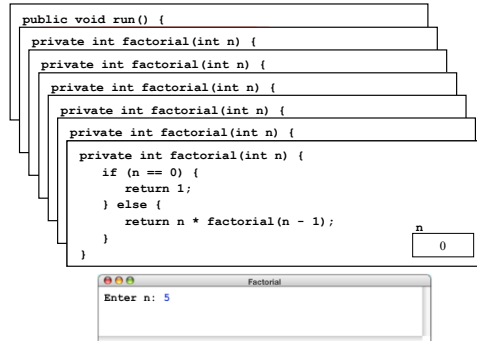 public void run() {
private int factorial(int n) {
private int factorial(int n) {
private int factorial(int n) {
private int factorial(int n) {
private int factorial(int n) {
private int factorial(int n) {
if (n == 0) {
return 1;
} else {
return n * factorial(n - 1);
}
}
n
0
Factorial
Enter n: 5